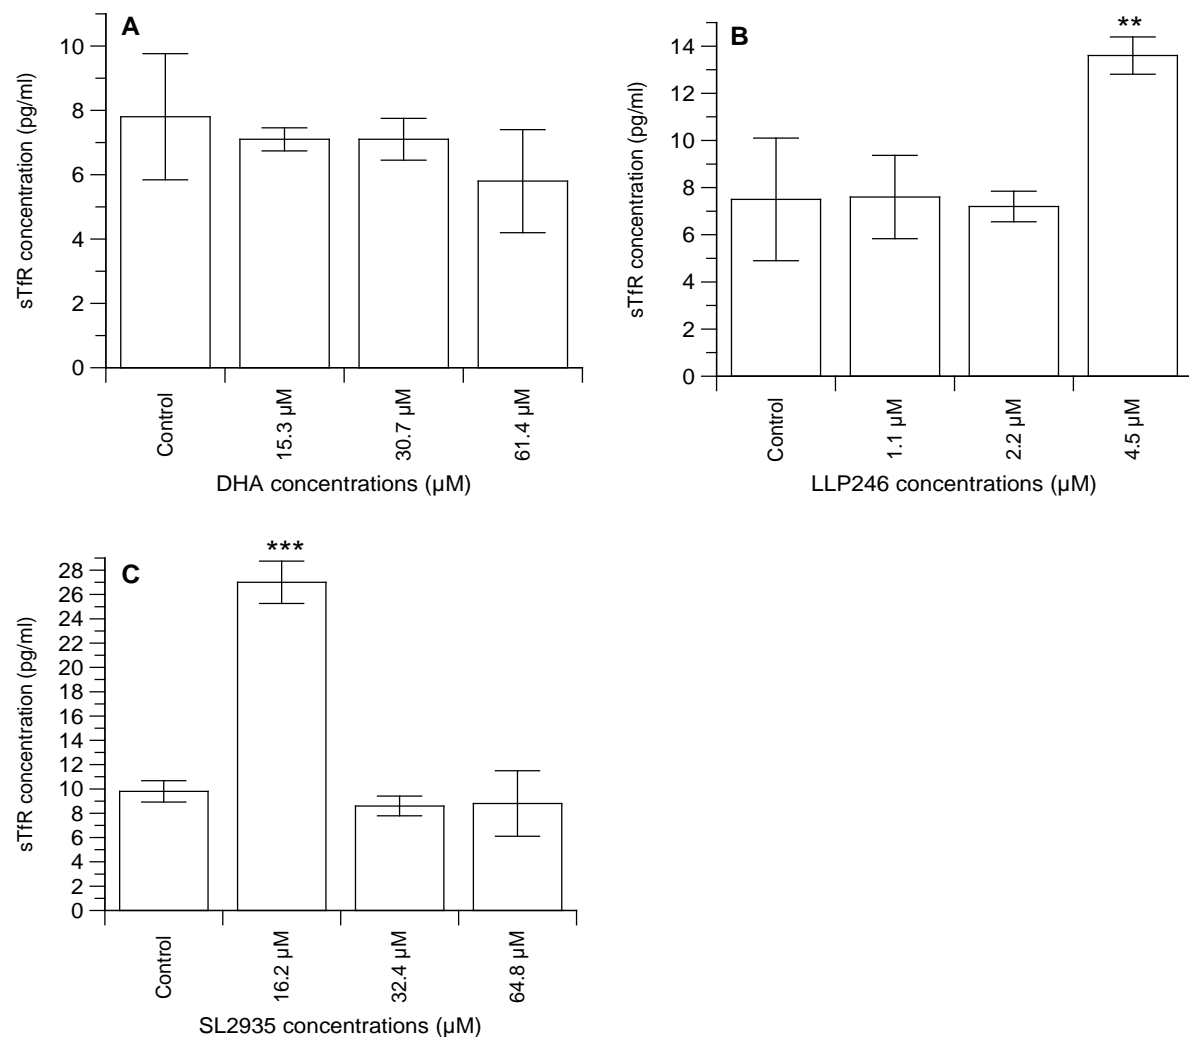 A
sTfR concentration (pg/ml)
10
8
6
4
2
0
Control
15.3 µM
30.7 µM
61.4 µM
DHA concentrations (µM)
B
**
sTfR concentration (pg/ml)
14
12
10
8
6
4
2
0
Control
1.1 µM
2.2 µM
4.5 µM
LLP246 concentrations (µM)
C
***
sTfR concentration (pg/ml)
28
26
24
22
20
18
16
14
12
10
8
6
4
2
0
Control
16.2 µM
32.4 µM
64.8 µM
SL2935 concentrations (µM)